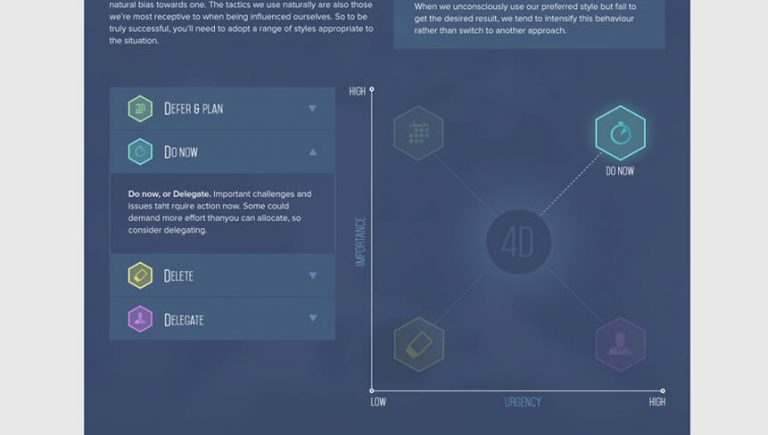 natural bias towards one. The tactics we use naturally are also those
we're most receptive to when being influenced ourselves. So to be
truly successful, you'll need to adopt a range of styles appropriate to
the situation.
When we unconsciously use our preferred style but fail to
get the desired result, we tend to intensify this behaviour
rather than switch to another approach.
DEFER & PLAN
DO NOW
Do now, or Delegate. Important challenges and
issues taht rquire action now. Some could
demand more effort thanyou can allocate, so
consider delegating.
DELETE
DELEGATE
HIGH
IMPORTANCE
DO NOW
4D
LOW
URGENCY
HIGH